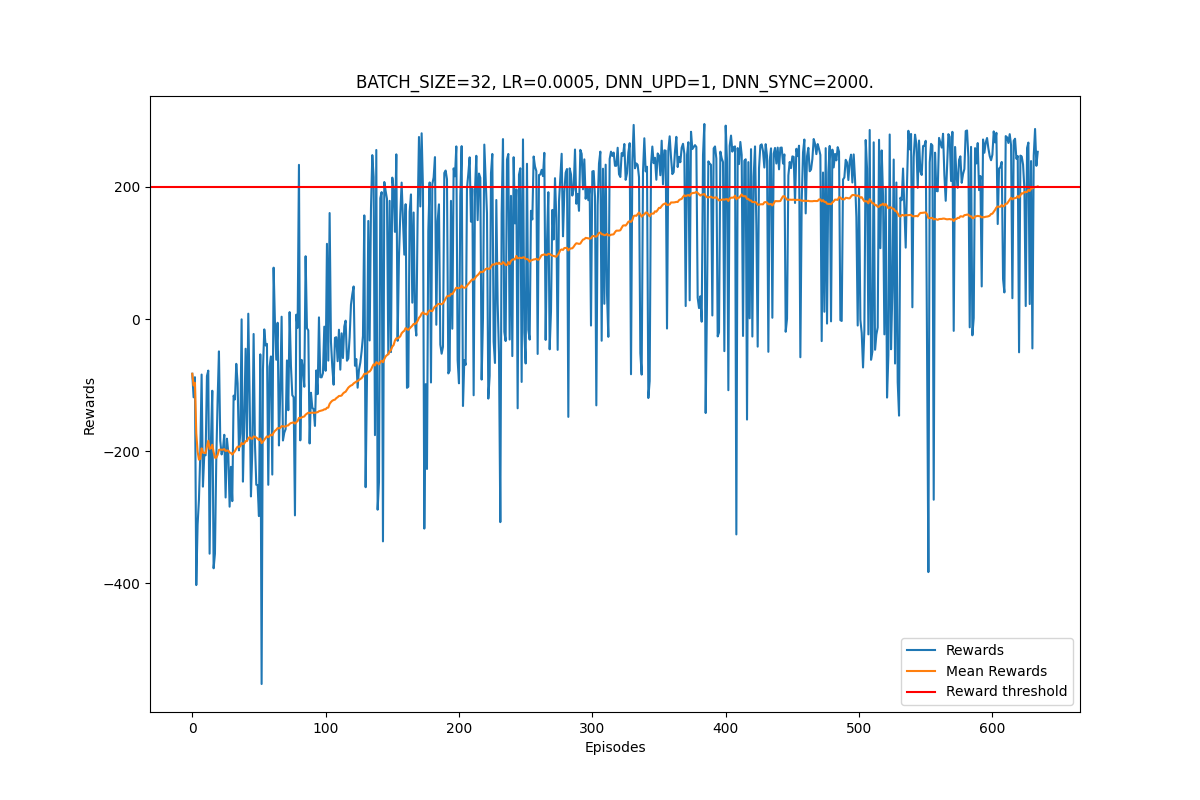 BATCH_SIZE=32, LR=0.0005, DNN_UPD=1, DNN_SYNC=2000.
200
0
−200
−400
Rewards
0 100 200 300 400 500 600
Episodes
Rewards
Mean Rewards
Reward threshold